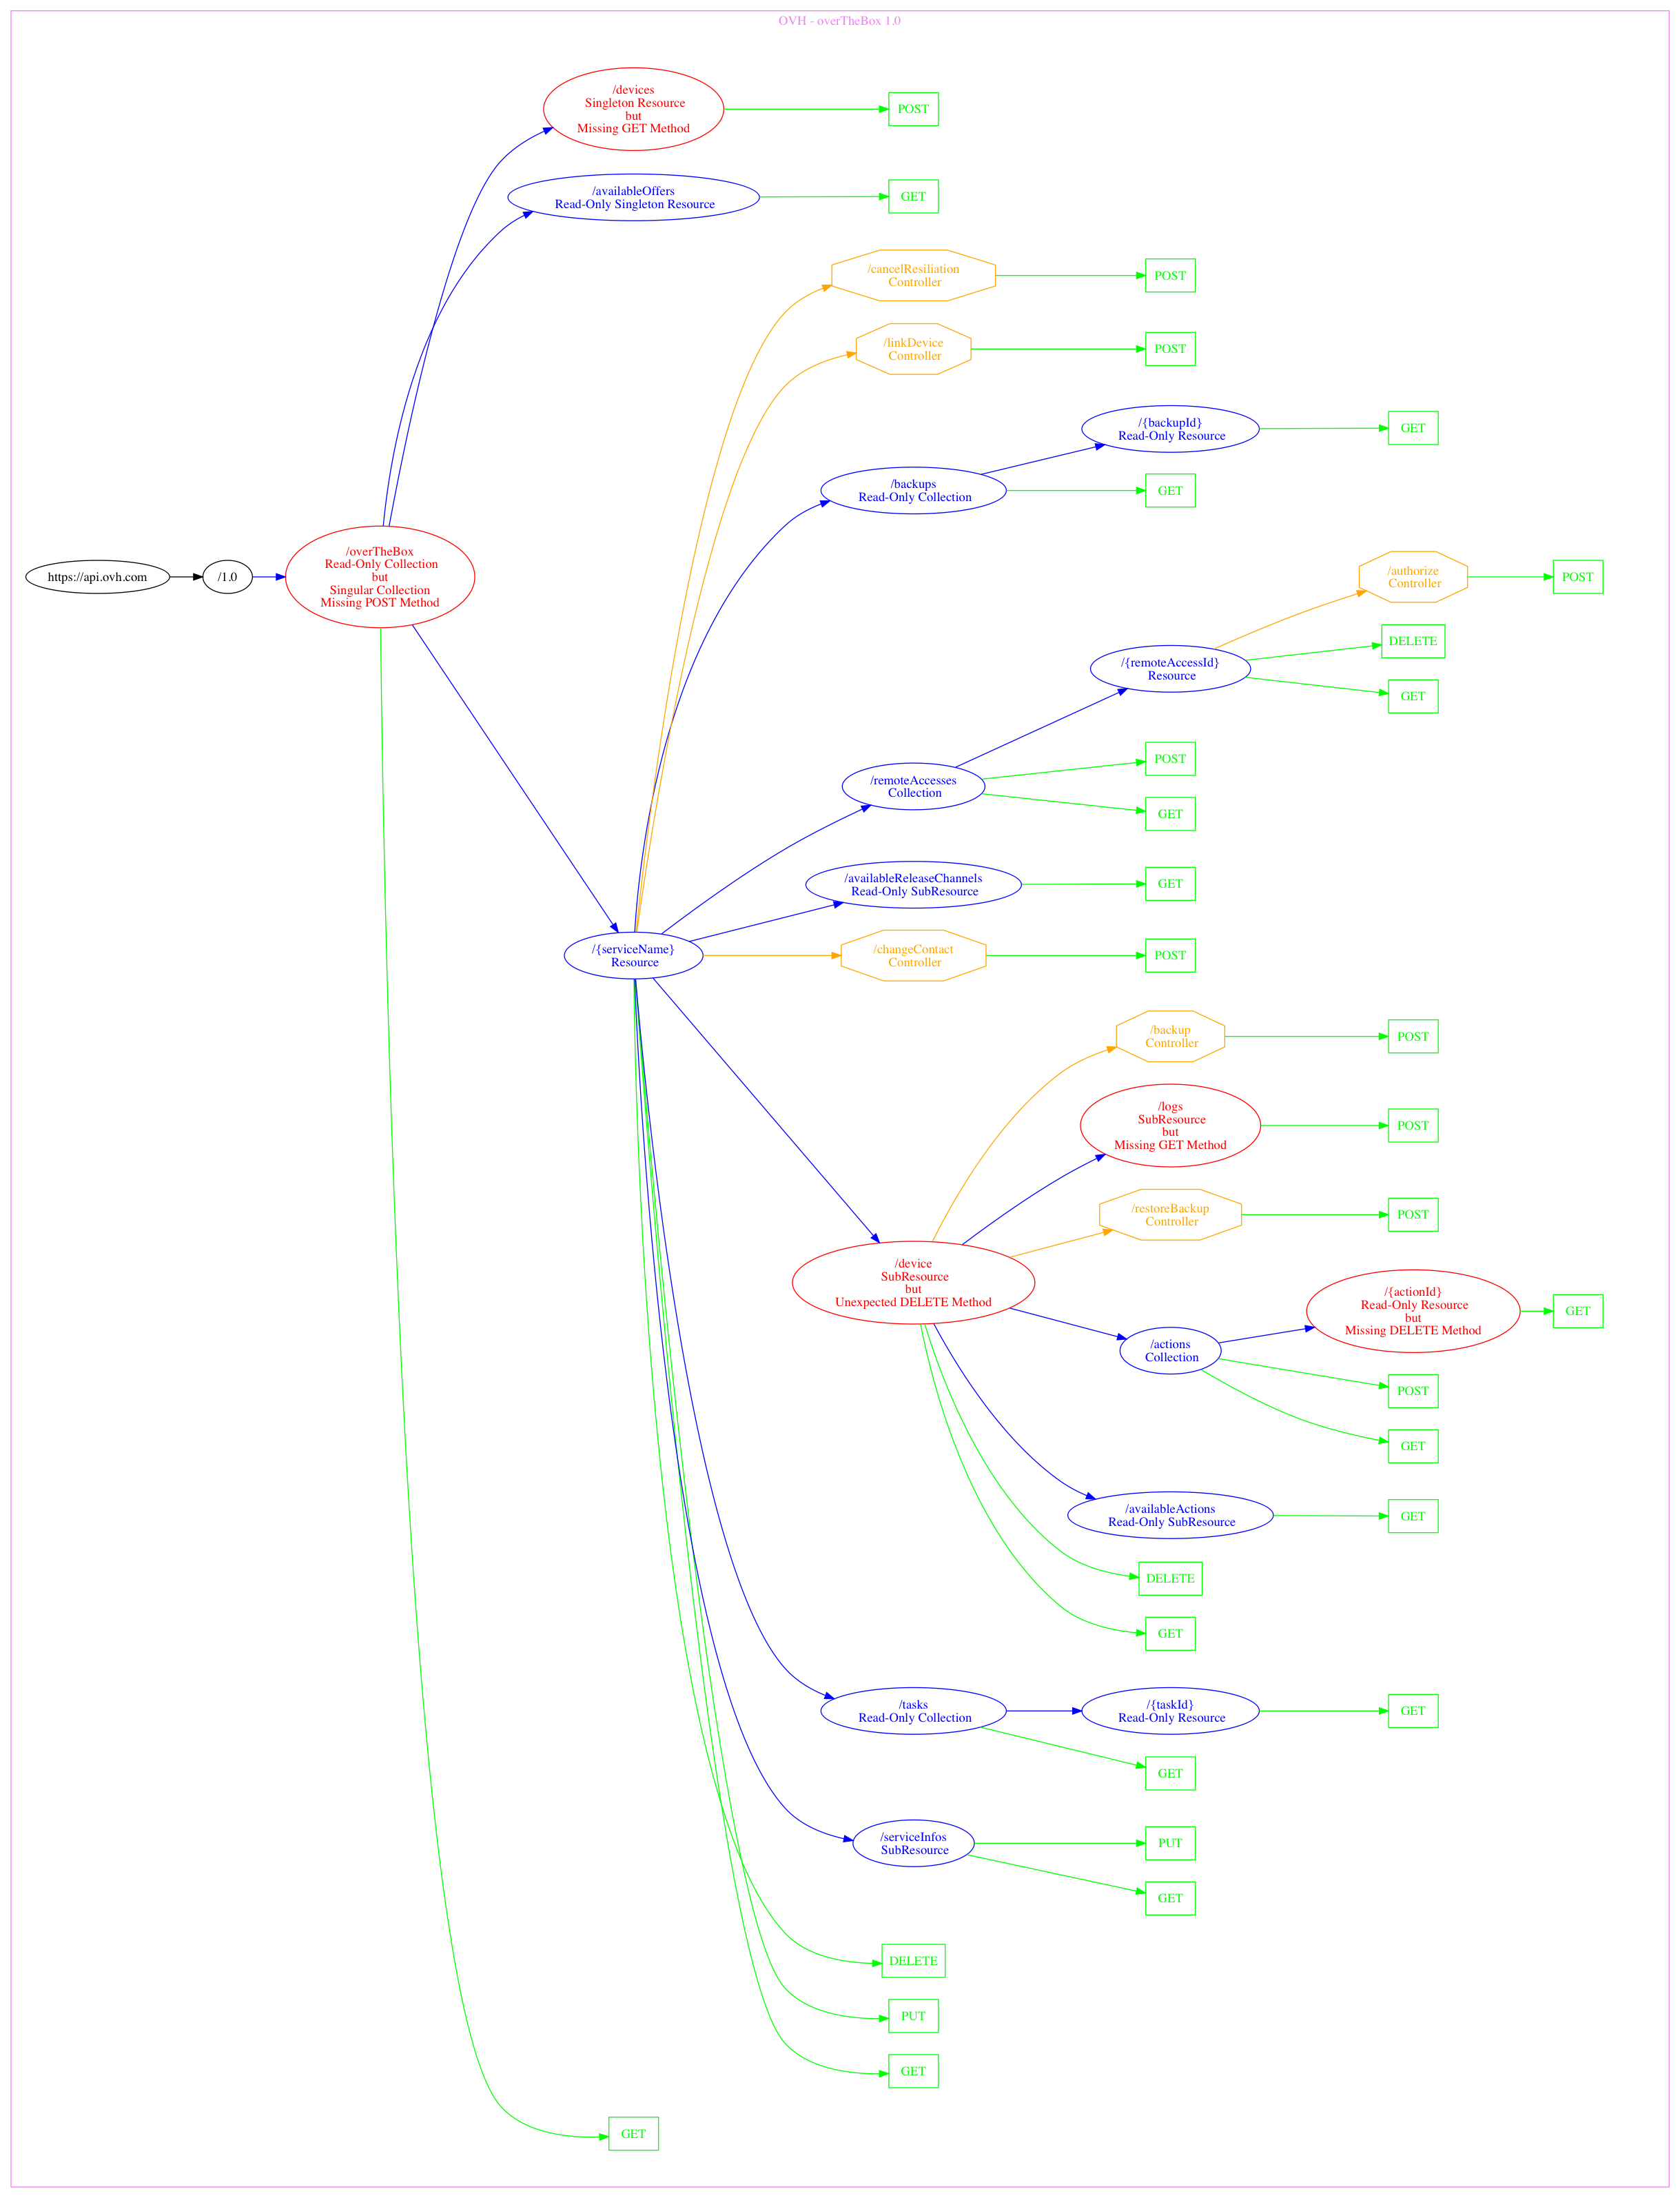 OVH - overTheBox 1.0
/devices
Singleton Resource
but
Missing GET Method
POST
/availableOffers
Read-Only Singleton Resource
GET
/cancelResiliation
Controller
POST
/linkDevice
Controller
POST
/{backupId}
Read-Only Resource
GET
/backups
Read-Only Collection
GET
https://api.ovh.com
/1.0
/overTheBox
Read-Only Collection
but
Singular Collection
Missing POST Method
/authorize
Controller
POST
DELETE
/{remoteAccessId}
Resource
GET
POST
/remoteAccesses
Collection
GET
/availableReleaseChannels
Read-Only SubResource
GET
/{serviceName}
Resource
/changeContact
Controller
POST
/backup
Controller
POST
/logs
SubResource
but
Missing GET Method
POST
/restoreBackup
Controller
POST
/device
SubResource
but
Unexpected DELETE Method
/{actionId}
Read-Only Resource
but
Missing DELETE Method
GET
/actions
Collection
POST
GET
/availableActions
Read-Only SubResource
GET
DELETE
GET
/tasks
Read-Only Collection
/{taskId}
Read-Only Resource
GET
GET
/serviceInfos
SubResource
PUT
GET
DELETE
PUT
GET
GET